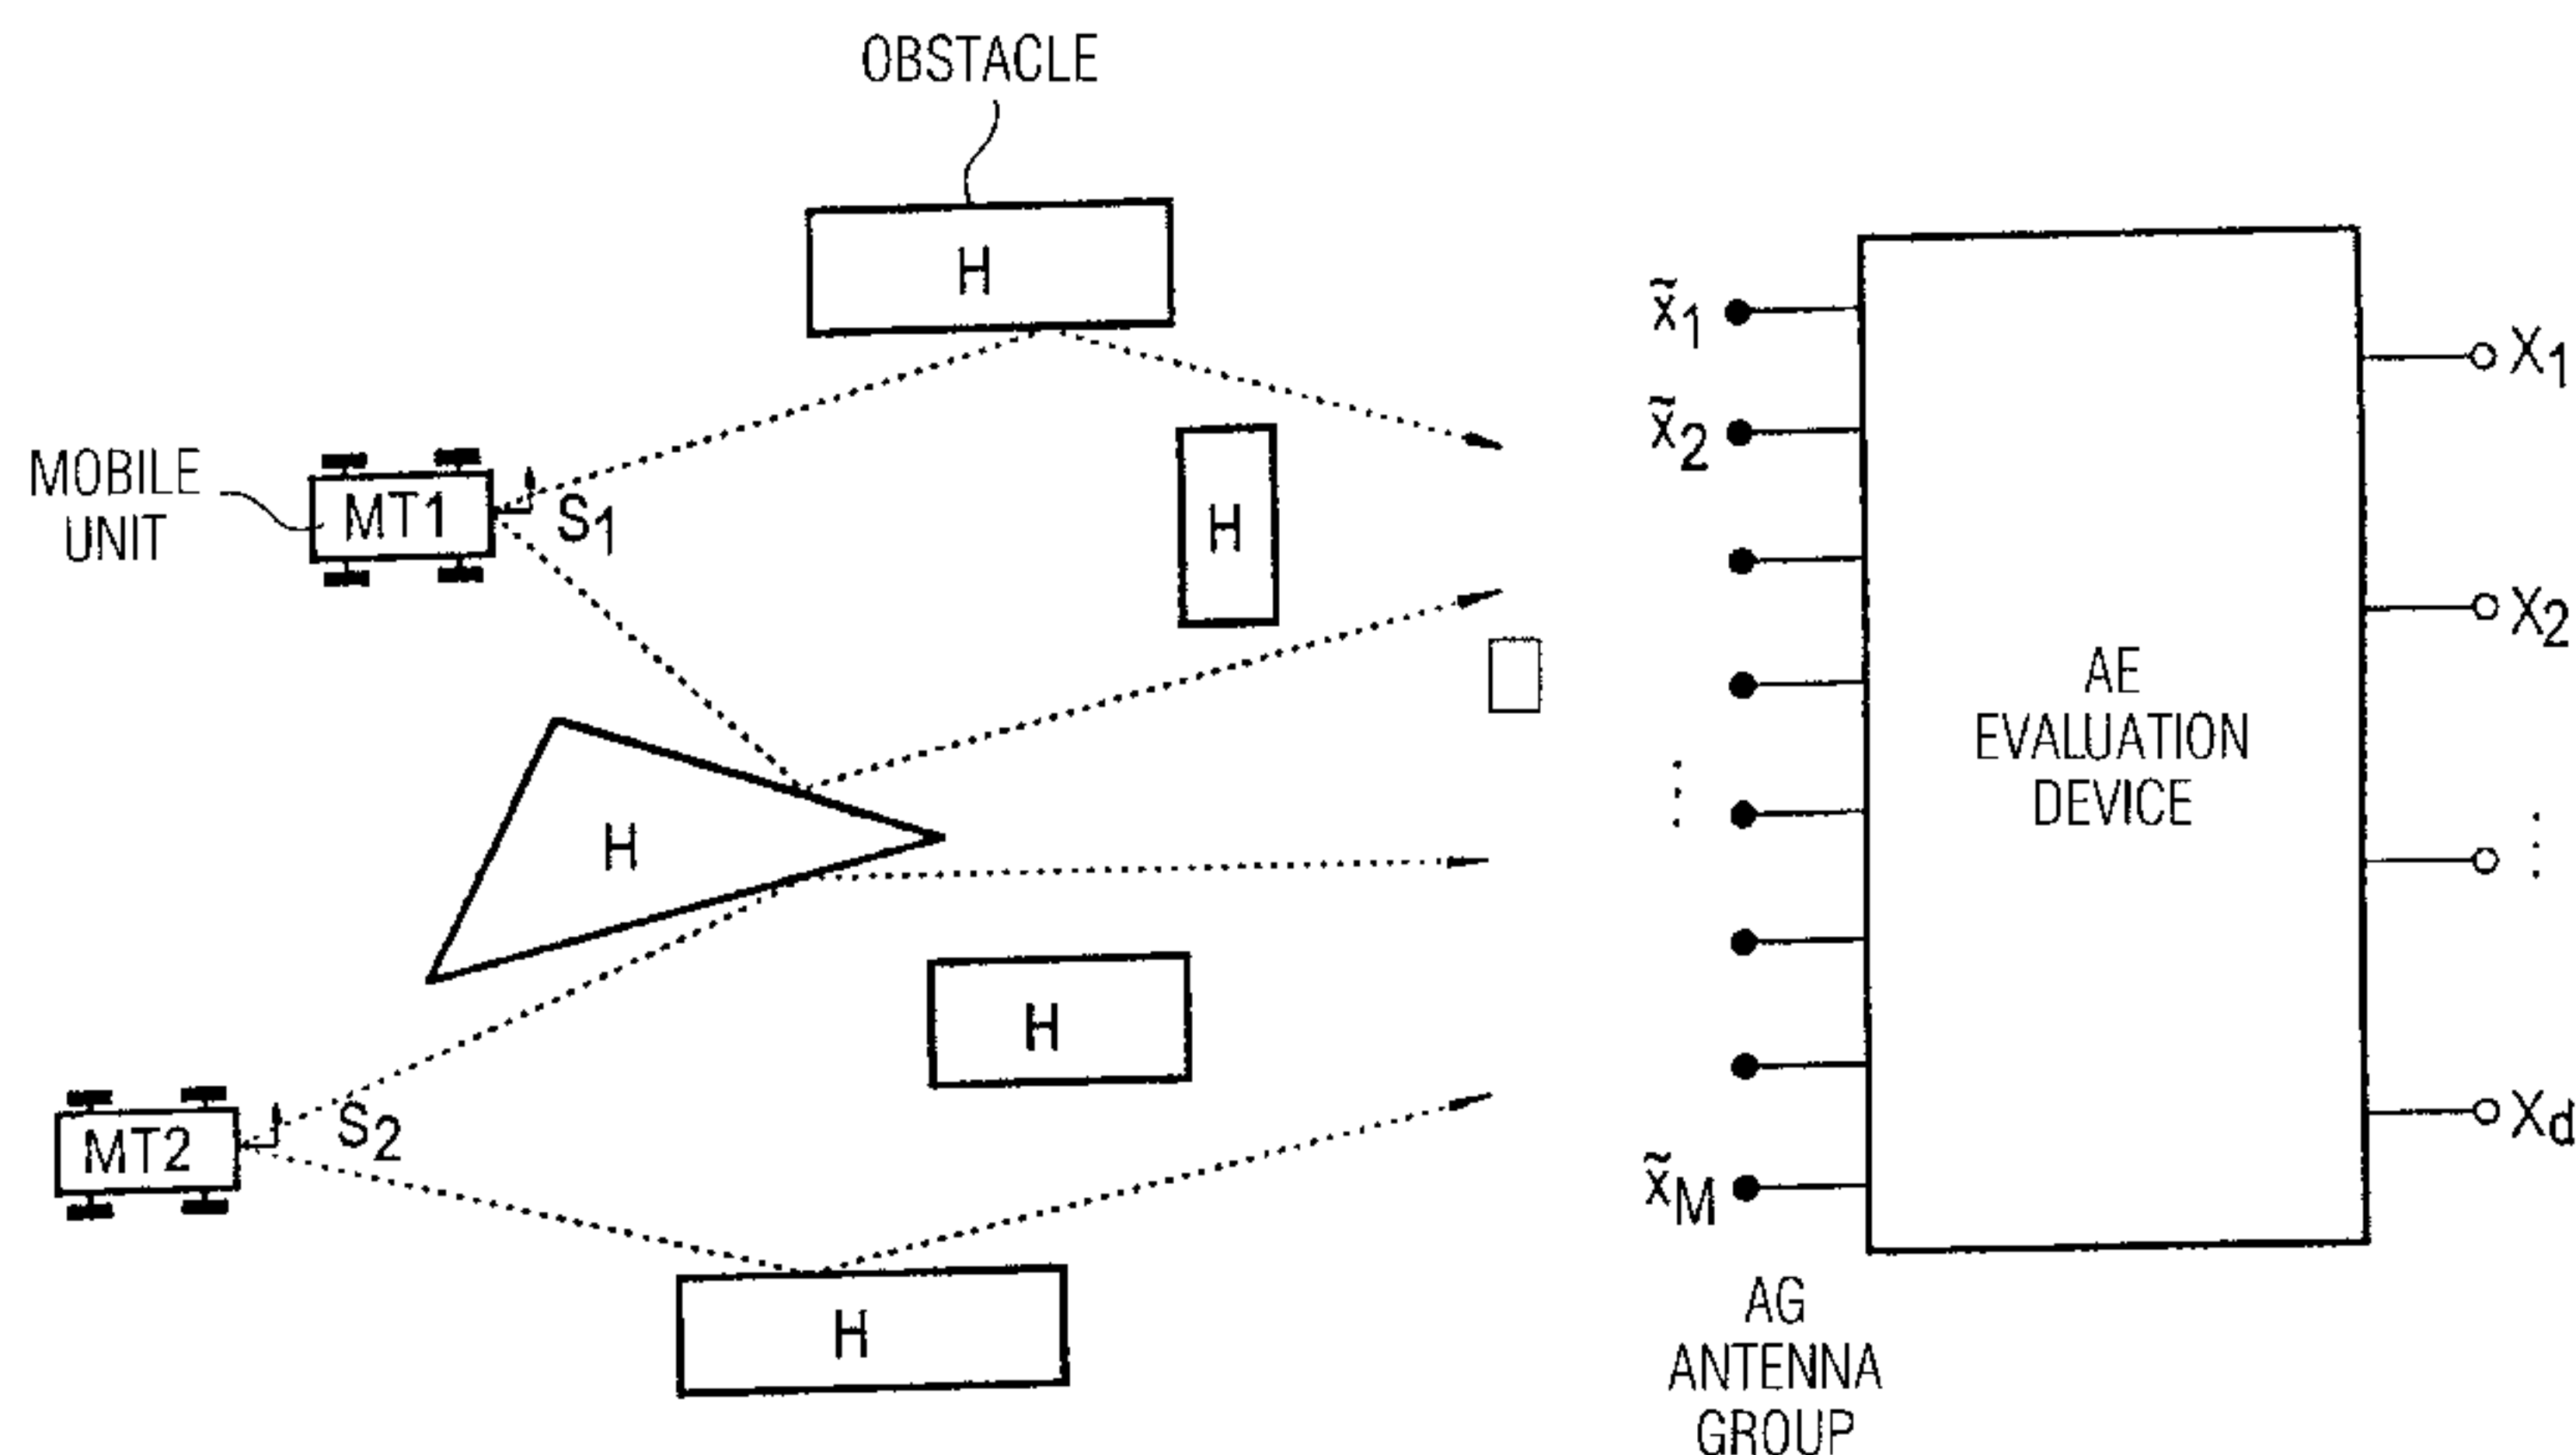 OBSTACLE
H
MOBILE
UNIT
MT1
S1
H
H
H
MT2
S2
H
x̃1
x̃2
⋮
x̃M
AG
ANTENNA
GROUP
AE
EVALUATION
DEVICE
X1
X2
⋮
Xd